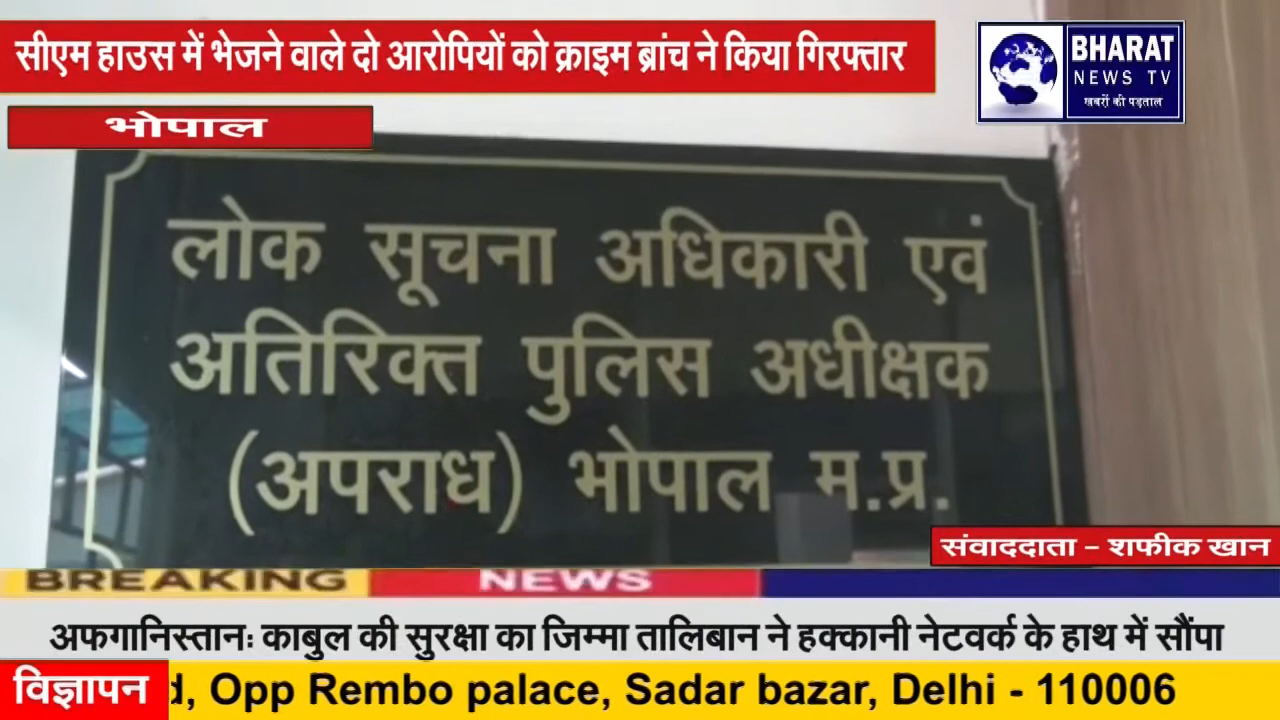 सीएम हाउस में भेजने वाले दो आरोपियों को क्राइम ब्रांच ने किया गिरफ्तार
BHARAT
NEWS TV
खबरों की पड़ताल
भोपाल
लोक सूचना अधिकारी एवं
अतिरिक्त पुलिस अधीक्षक
(अपराध) भोपाल म.प्र.
संवाददाता – शफीक खान
BREAKING NEWS
अफगानिस्तान: काबुल की सुरक्षा का जिम्मा तालिबान ने हक्कानी नेटवर्क के हाथ में सौंपा
विज्ञापन , Opp Rembo palace, Sadar bazar, Delhi - 110006